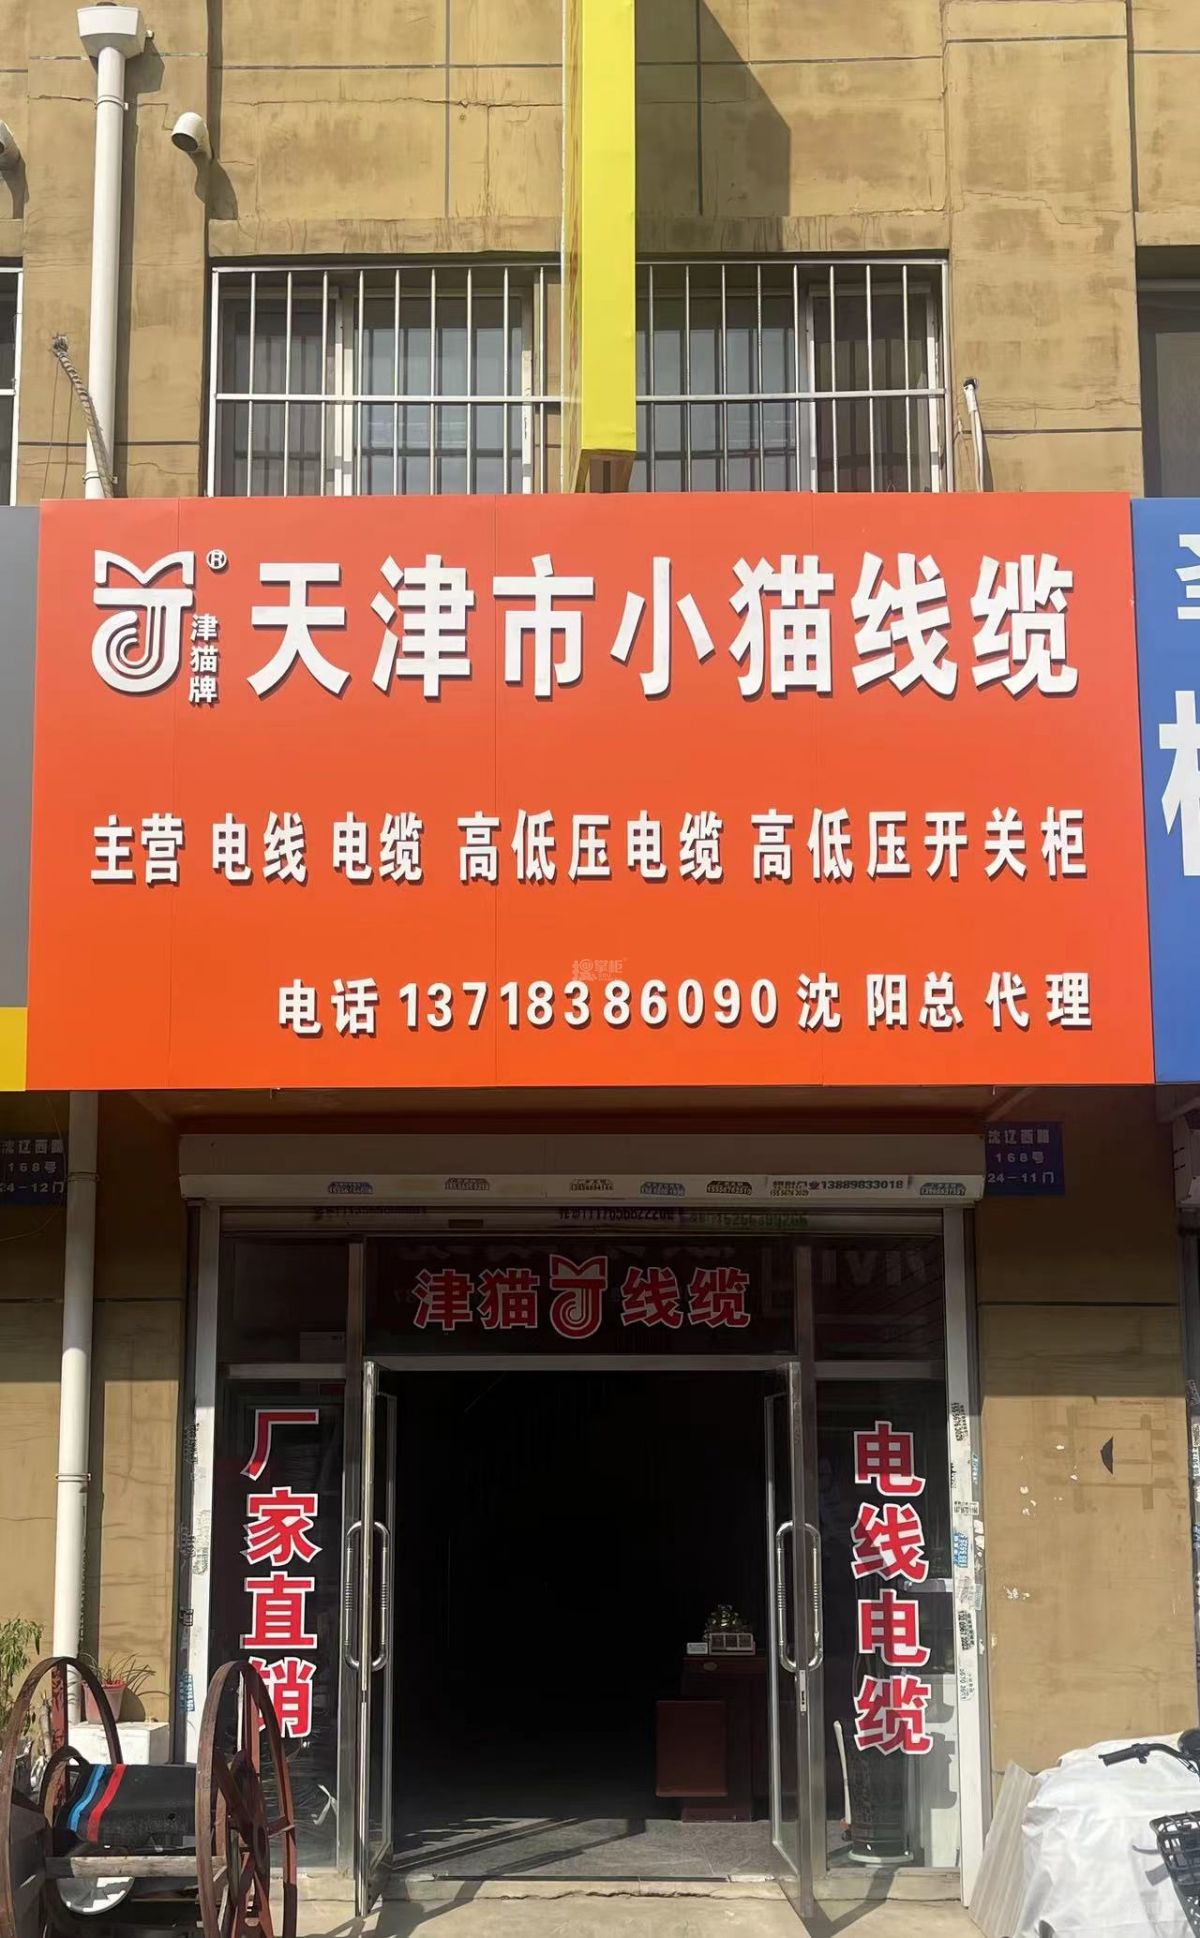 ® 天津市小猫线缆
津猫牌
主营 电线 电缆 高低压电缆 高低压开关柜
电话 13718386090 沈阳总代理
掌柜
沈辽西路
168号
24-12门
沈辽西路
168号
24-11门
13889833018
津猫 线缆
厂家直销
电线电缆